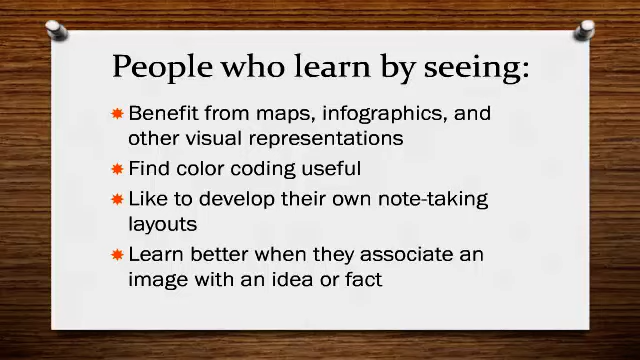 People who learn by seeing:
Benefit from maps, infographics, and
other visual representations
Find color coding useful
Like to develop their own note-taking
layouts
Learn better when they associate an
image with an idea or fact